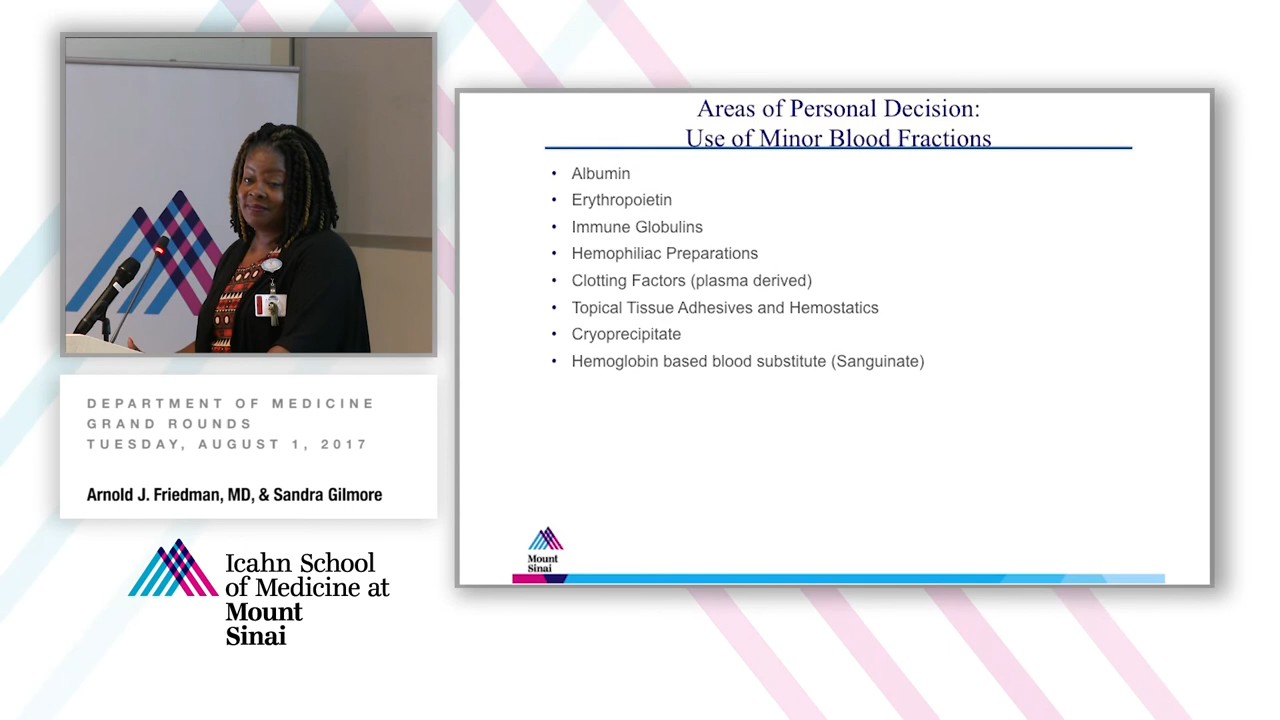 DEPARTMENT OF MEDICINE
GRAND ROUNDS
TUESDAY, AUGUST 1, 2017
Arnold J. Friedman, MD, & Sandra Gilmore
Icahn School
of Medicine at
Mount
Sinai
Areas of Personal Decision:
Use of Minor Blood Fractions
• Albumin
• Erythropoietin
• Immune Globulins
• Hemophiliac Preparations
• Clotting Factors (plasma derived)
• Topical Tissue Adhesives and Hemostatics
• Cryoprecipitate
• Hemoglobin based blood substitute (Sanguinate)
Mount
Sinai